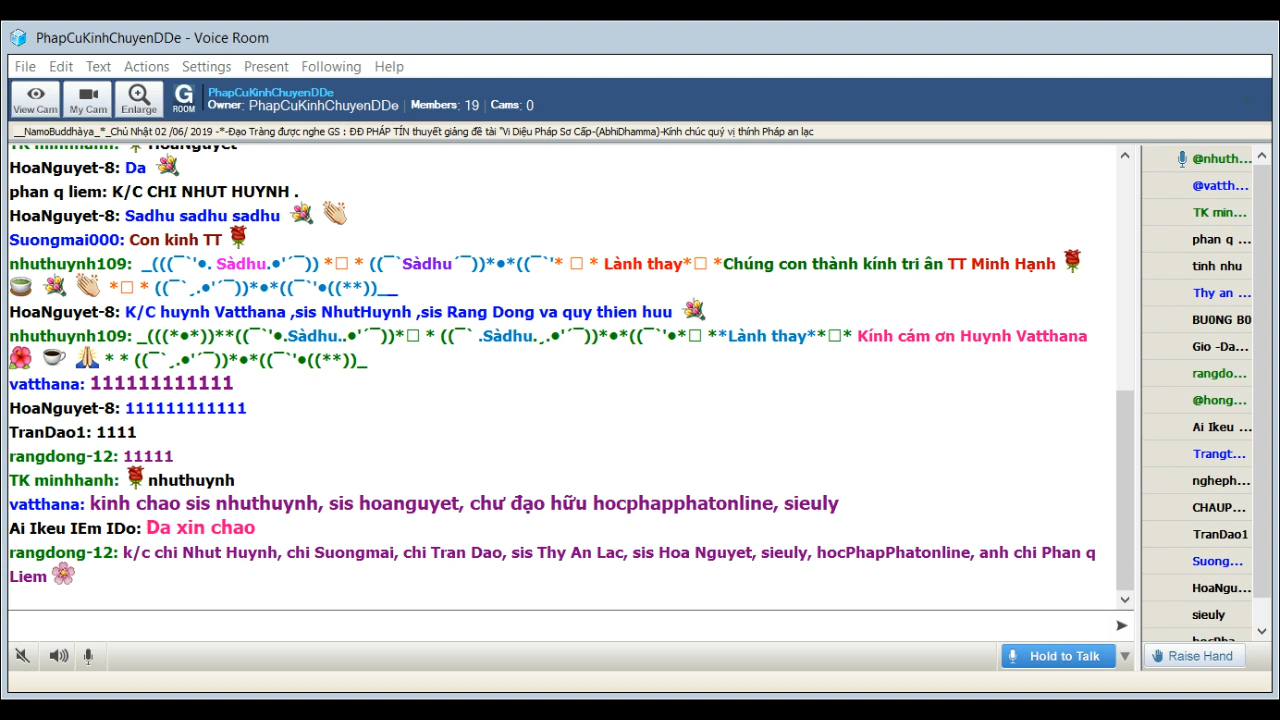 PhapCuKinhChuyenDDe - Voice Room
File Edit Text Actions Settings Present Following Help
View Cam My Cam Enlarge G ROOM
PhapCuKinhChuyenDDe
Owner: PhapCuKinhChuyenDDe | Members: 19 | Cams: 0
__NamoBuddhàya_*_Chủ Nhật 02 /06/ 2019 -*-Đạo Tràng được nghe GS : ĐĐ PHÁP TÍN thuyết giảng đề tài "Vi Diệu Pháp Sơ Cấp-(AbhiDhamma)-Kính chúc quý vị thính Pháp an lạc
TK minhhanh: HoaNguyet
HoaNguyet-8: Da
phan q liem: K/C CHI NHUT HUYNH .
HoaNguyet-8: Sadhu sadhu sadhu
Suongmai000: Con kinh TT
nhuthuynh109: _(((¯`'•. Sàdhu.•'´¯)) *□ * ((¯`Sàdhu´¯))*•*((¯`'* □ * Lành thay*□ *Chúng con thành kính tri ân TT Minh Hạnh
*□ * ((¯`¸.•'´¯))*•*((¯`'•((**))__
HoaNguyet-8: K/C huynh Vatthana ,sis NhutHuynh ,sis Rang Dong va quy thien huu
nhuthuynh109: _(((*•*))**((¯`'•.Sàdhu..•'´¯))*□ * ((¯` .Sàdhu.¸.•'´¯))*•*((¯`'•*□ **Lành thay**□* Kính cám ơn Huynh Vatthana
* * ((¯`¸.•'´¯))*•*((¯`'•((**))_
vatthana: 111111111111
HoaNguyet-8: 111111111111
TranDao1: 1111
rangdong-12: 11111
TK minhhanh: nhuthuynh
vatthana: kinh chao sis nhuthuynh, sis hoanguyet, chư đạo hữu hocphapphatonline, sieuly
Ai Ikeu IEm IDo: Da xin chao
rangdong-12: k/c chi Nhut Huynh, chi Suongmai, chi Tran Dao, sis Thy An Lac, sis Hoa Nguyet, sieuly, hocPhapPhatonline, anh chi Phan q
Liem
@nhuth...
@vatth...
TK min...
phan q ...
tinh nhu
Thy an ...
BU0NG B0
Gio -Da...
rangdo...
@hong...
Ai Ikeu ...
Trangt...
ngheph...
CHAUP...
TranDao1
Suong...
HoaNgu...
sieuly
hocPha...
Hold to Talk
Raise Hand